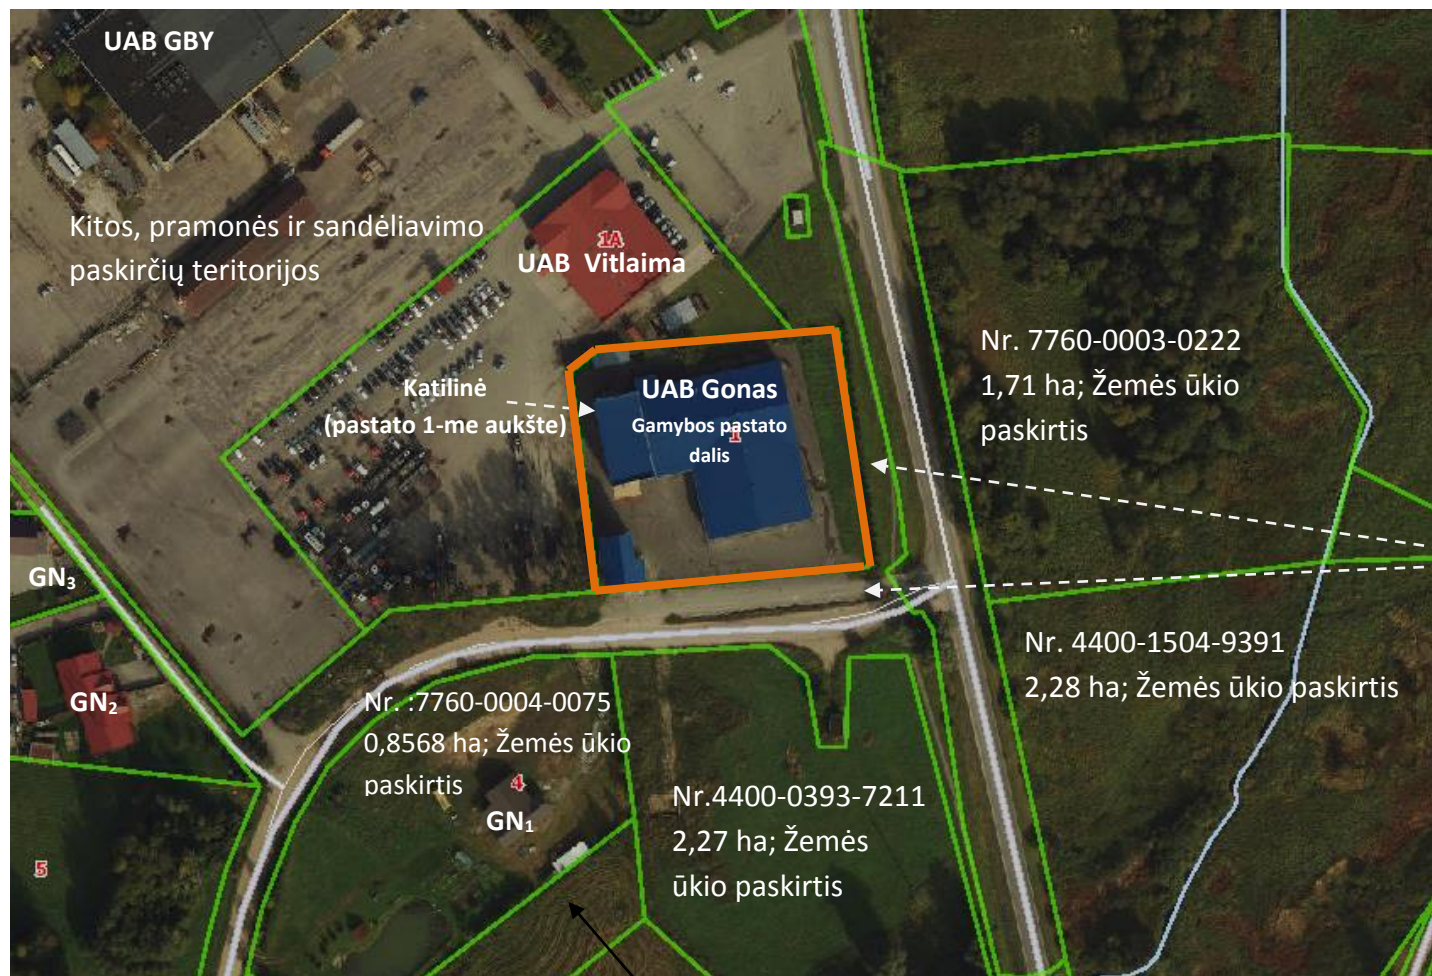 UAB GBY
Kitos, pramonės ir sandėliavimo
paskirčių teritorijos
1A
UAB Vitlaima
Nr. 7760-0003-0222
1,71 ha; Žemės ūkio
paskirtis
Katilinė
(pastato 1-me aukšte)
UAB Gonas
Gamybos pastato
1
dalis
GN3
GN2
Nr. 4400-1504-9391
2,28 ha; Žemės ūkio paskirtis
Nr. :7760-0004-0075
0,8568 ha; Žemės ūkio
paskirtis
4
GN1
Nr.4400-0393-7211
2,27 ha; Žemės
ūkio paskirtis
5